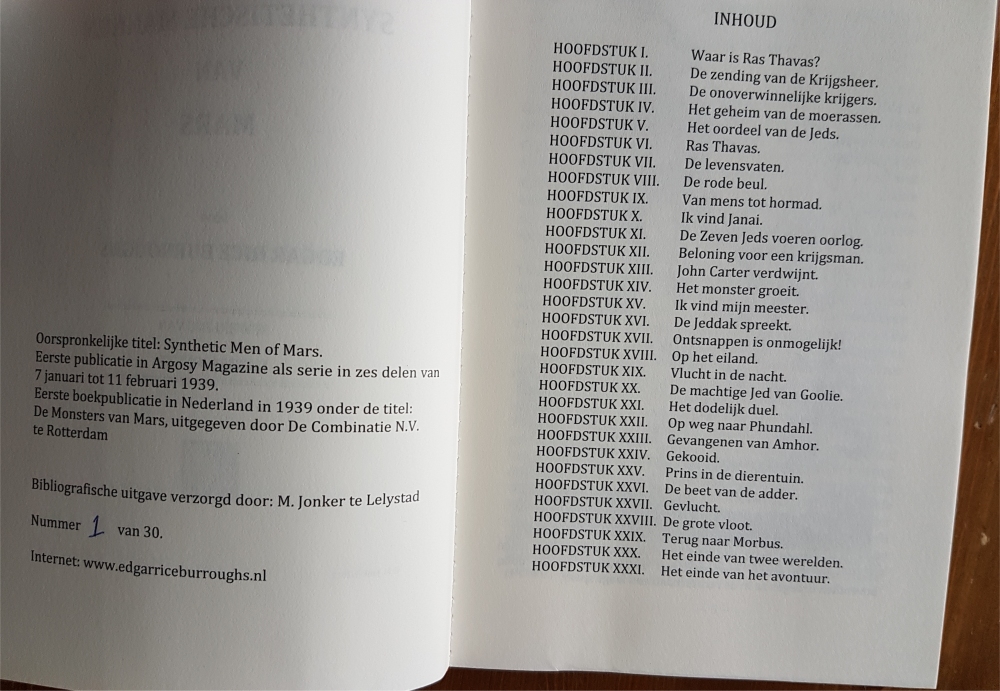 Oorspronkelijke titel: Synthetic Men of Mars.
Eerste publicatie in Argosy Magazine als serie in zes delen van
7 januari tot 11 februari 1939.
Eerste boekpublicatie in Nederland in 1939 onder de titel:
De Monsters van Mars, uitgegeven door De Combinatie N.V.
te Rotterdam
Bibliografische uitgave verzorgd door: M. Jonker te Lelystad
Nummer 1 van 30.
Internet: www.edgarriceburroughs.nl
INHOUD
HOOFDSTUK I. Waar is Ras Thavas?
HOOFDSTUK II. De zending van de Krijgsheer.
HOOFDSTUK III. De onoverwinnelijke krijgers.
HOOFDSTUK IV. Het geheim van de moerassen.
HOOFDSTUK V. Het oordeel van de Jeds.
HOOFDSTUK VI. Ras Thavas.
HOOFDSTUK VII. De levensvaten.
HOOFDSTUK VIII. De rode beul.
HOOFDSTUK IX. Van mens tot hormad.
HOOFDSTUK X. Ik vind Janai.
HOOFDSTUK XI. De Zeven Jeds voeren oorlog.
HOOFDSTUK XII. Beloning voor een krijgsman.
HOOFDSTUK XIII. John Carter verdwijnt.
HOOFDSTUK XIV. Het monster groeit.
HOOFDSTUK XV. Ik vind mijn meester.
HOOFDSTUK XVI. De Jeddak spreekt.
HOOFDSTUK XVII. Ontsnappen is onmogelijk!
HOOFDSTUK XVIII. Op het eiland.
HOOFDSTUK XIX. Vlucht in de nacht.
HOOFDSTUK XX. De machtige Jed van Goolie.
HOOFDSTUK XXI. Het dodelijk duel.
HOOFDSTUK XXII. Op weg naar Phundahl.
HOOFDSTUK XXIII. Gevangenen van Amhor.
HOOFDSTUK XXIV. Gekooid.
HOOFDSTUK XXV. Prins in de dierentuin.
HOOFDSTUK XXVI. De beet van de adder.
HOOFDSTUK XXVII. Gevlucht.
HOOFDSTUK XXVIII. De grote vloot.
HOOFDSTUK XXIX. Terug naar Morbus.
HOOFDSTUK XXX. Het einde van twee werelden.
HOOFDSTUK XXXI. Het einde van het avontuur.